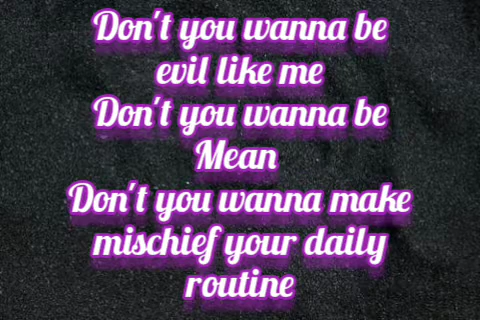 Don't you wanna be
evil like me
Don't you wanna be
Mean
Don't you wanna make
mischief your daily
routine